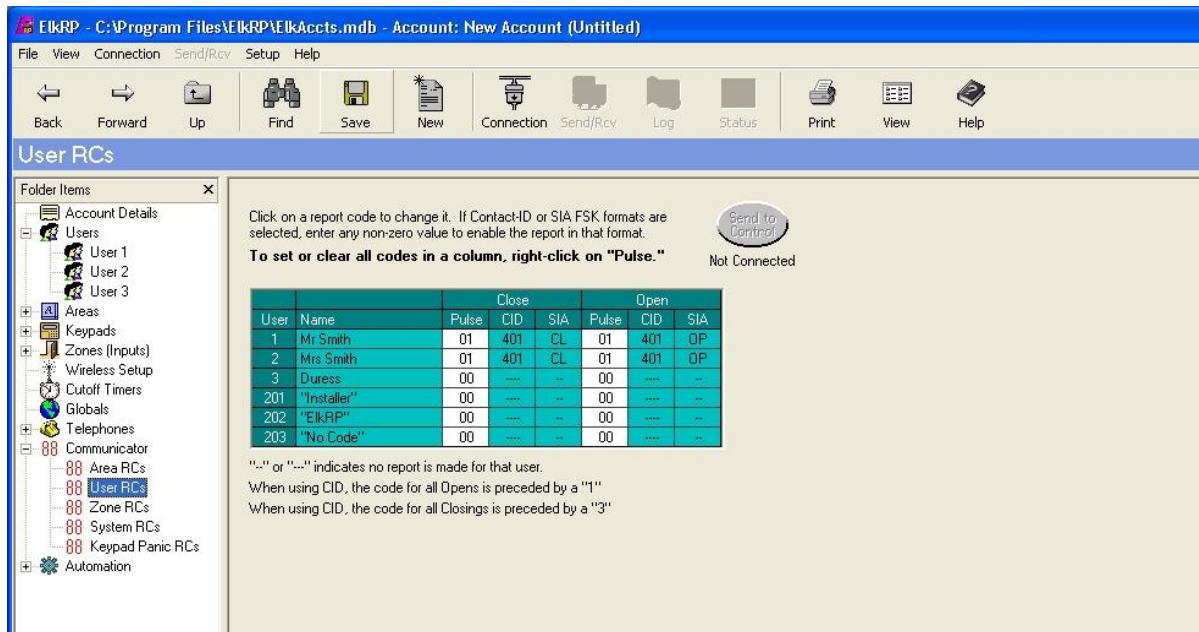 ElkRP - C:\Program Files\ElkRP\ElkAccts.mdb - Account: New Account (Untitled)
File View Connection Send/Rcv Setup Help
Back Forward Up Find Save New Connection Send/Rcv Log Status Print View Help
User RCs
Folder Items
Account Details
Users
User 1
User 2
User 3
Areas
Keypads
Zones (Inputs)
Wireless Setup
Cutoff Timers
Globals
Telephones
88 Communicator
88 Area RCs
88 User RCs
88 Zone RCs
88 System RCs
88 Keypad Panic RCs
Automation
Click on a report code to change it. If Contact-ID or SIA FSK formats are
selected, enter any non-zero value to enable the report in that format.
To set or clear all codes in a column, right-click on "Pulse."
Send to
Control
Not Connected
Close Open
User Name Pulse CID SIA Pulse CID SIA
1 Mr Smith 01 401 CL 01 401 OP
2 Mrs Smith 01 401 CL 01 401 OP
3 Duress 00 ---- -- 00 ---- --
201 "Installer" 00 ---- -- 00 ---- --
202 "ElkRP" 00 ---- -- 00 ---- --
203 "No Code" 00 ---- -- 00 ---- --
"--" or "---" indicates no report is made for that user.
When using CID, the code for all Opens is preceded by a "1"
When using CID, the code for all Closings is preceded by a "3"